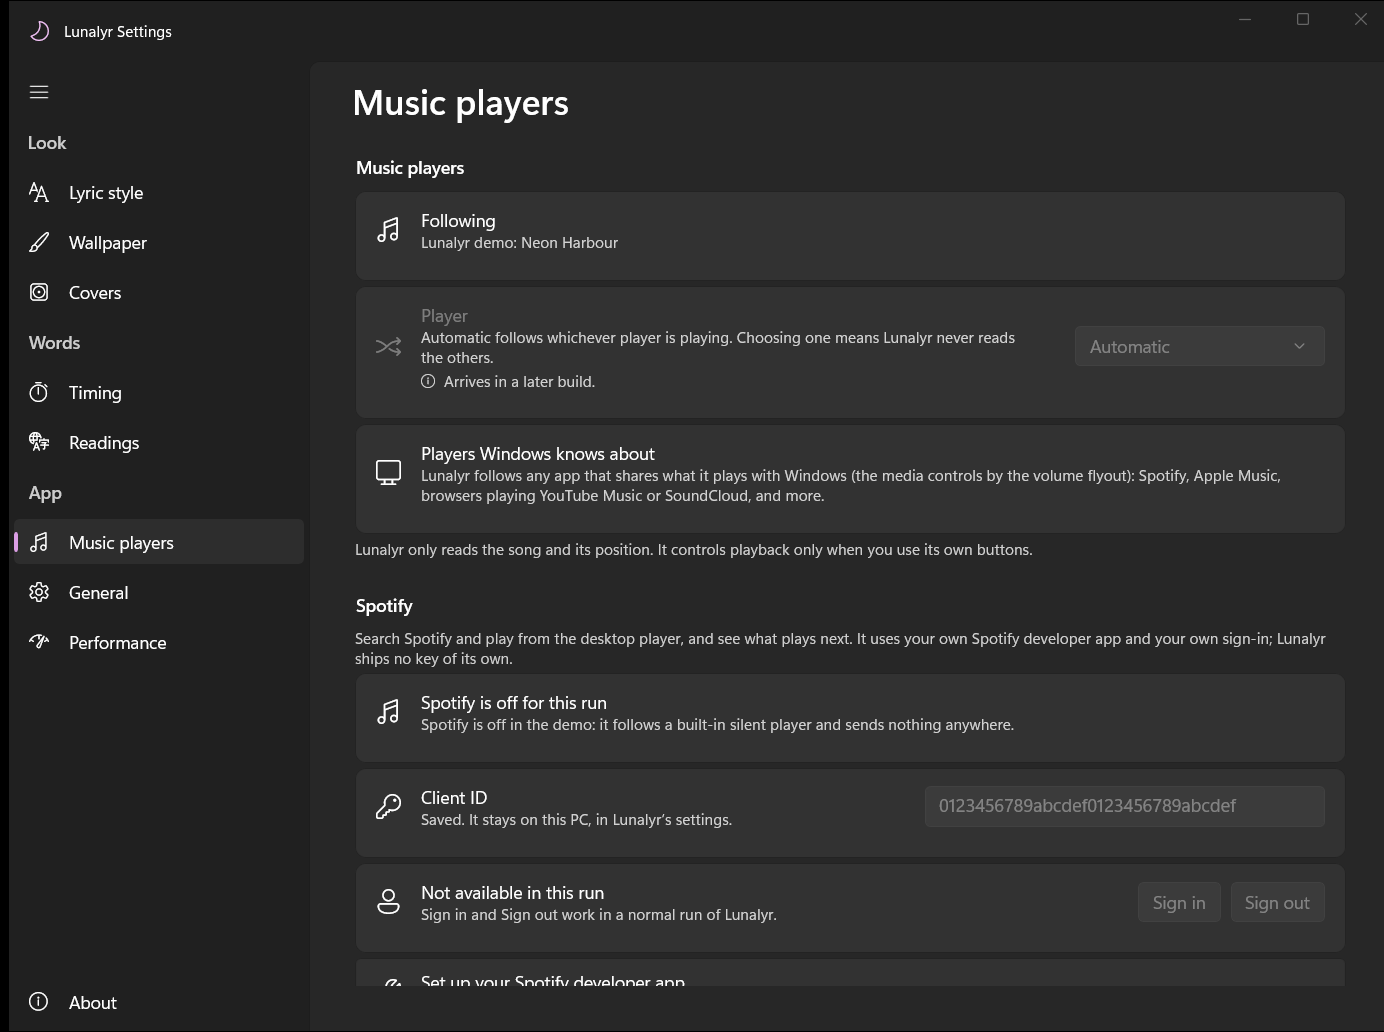 Lunalyr Settings
Look
Lyric style
Wallpaper
Covers
Words
Timing
Readings
App
Music players
General
Performance
About
Music players
Music players
Following
Lunalyr demo: Neon Harbour
Player
Automatic follows whichever player is playing. Choosing one means Lunalyr never reads
the others.
Arrives in a later build.
Automatic
Players Windows knows about
Lunalyr follows any app that shares what it plays with Windows (the media controls by the volume flyout): Spotify, Apple Music,
browsers playing YouTube Music or SoundCloud, and more.
Lunalyr only reads the song and its position. It controls playback only when you use its own buttons.
Spotify
Search Spotify and play from the desktop player, and see what plays next. It uses your own Spotify developer app and your own sign-in; Lunalyr
ships no key of its own.
Spotify is off for this run
Spotify is off in the demo: it follows a built-in silent player and sends nothing anywhere.
Client ID
Saved. It stays on this PC, in Lunalyr’s settings.
0123456789abcdef0123456789abcdef
Not available in this run
Sign in and Sign out work in a normal run of Lunalyr.
Sign in
Sign out
Set up your Spotify developer app